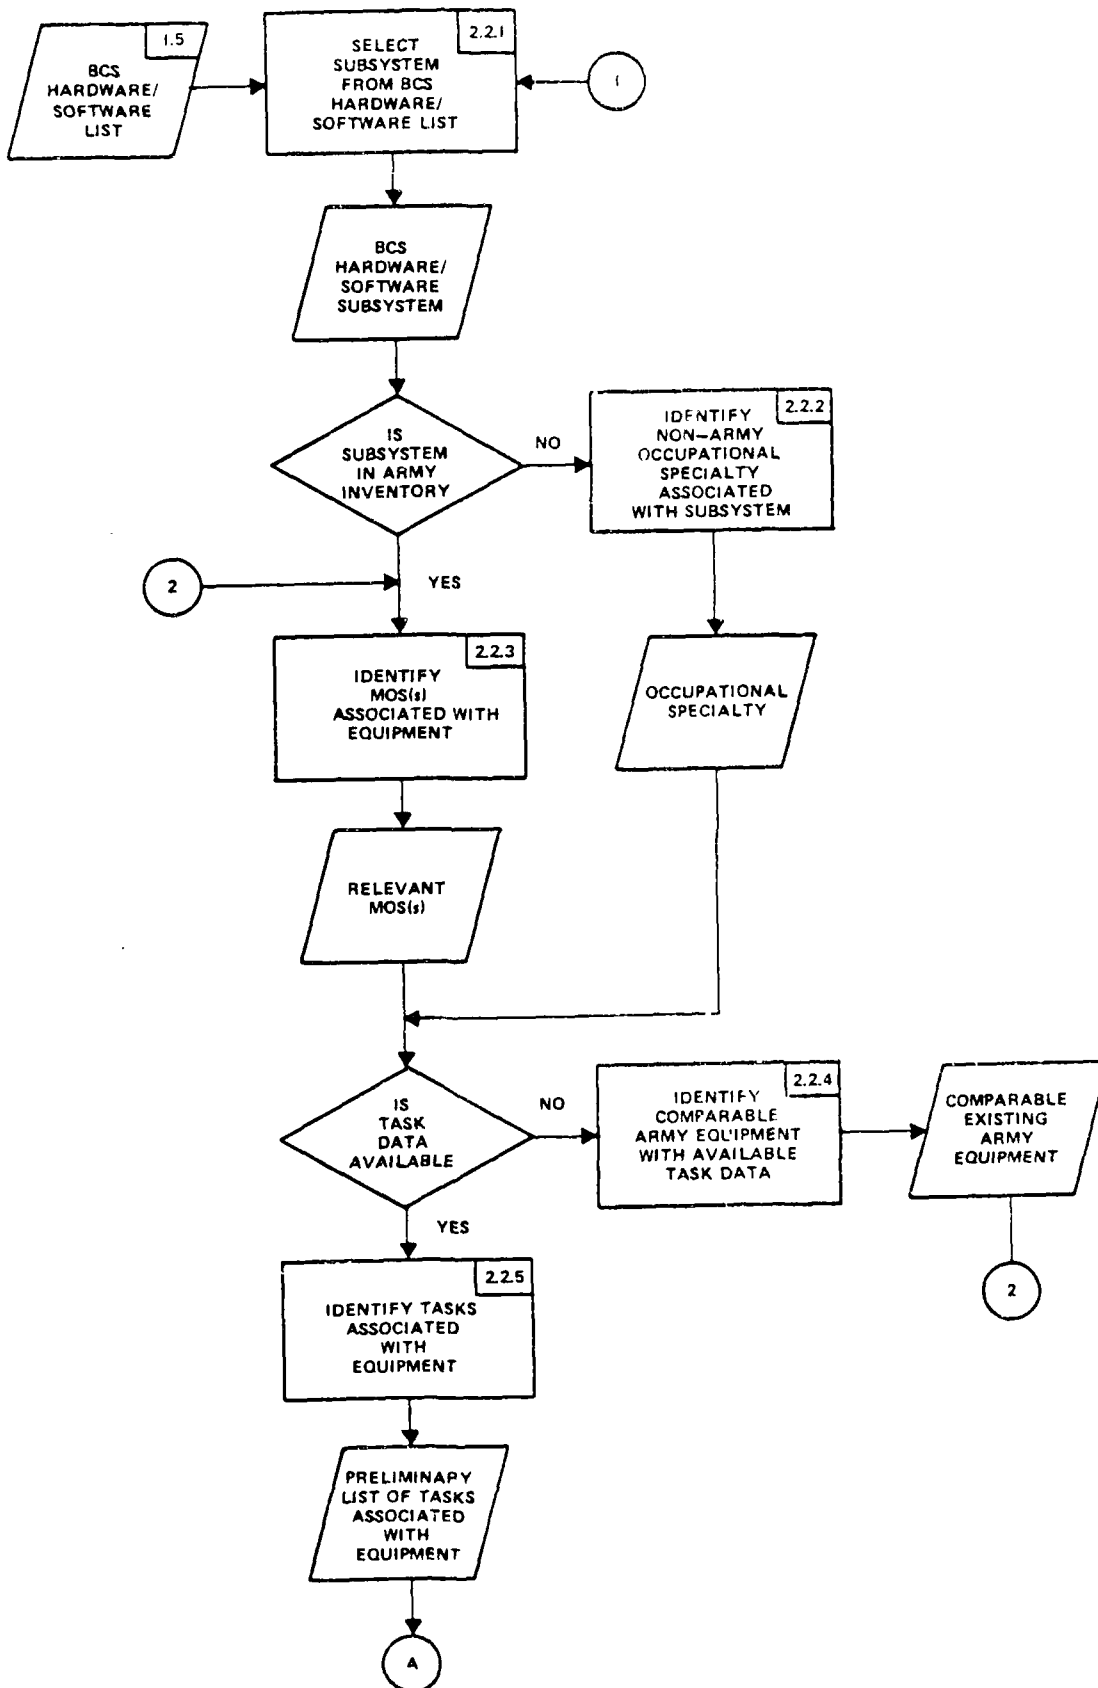 1.5
BCS
HARDWARE/
SOFTWARE
LIST
2.2.1
SELECT
SUBSYSTEM
FROM BCS
HARDWARE/
SOFTWARE LIST
1
BCS
HARDWARE/
SOFTWARE
SUBSYSTEM
IS
SUBSYSTEM
IN ARMY
INVENTORY
NO
2.2.2
IDENTIFY
NON-ARMY
OCCUPATIONAL
SPECIALTY
ASSOCIATED
WITH SUBSYSTEM
2
YES
2.2.3
IDENTIFY
MOS(s)
ASSOCIATED WITH
EQUIPMENT
OCCUPATIONAL
SPECIALTY
RELEVANT
MOS(s)
IS
TASK
DATA
AVAILABLE
NO
2.2.4
IDENTIFY
COMPARABLE
ARMY EQUIPMENT
WITH AVAILABLE
TASK DATA
COMPARABLE
EXISTING
ARMY
EQUIPMENT
YES
2
2.2.5
IDENTIFY TASKS
ASSOCIATED
WITH
EQUIPMENT
PRELIMINARY
LIST OF TASKS
ASSOCIATED
WITH
EQUIPMENT
A